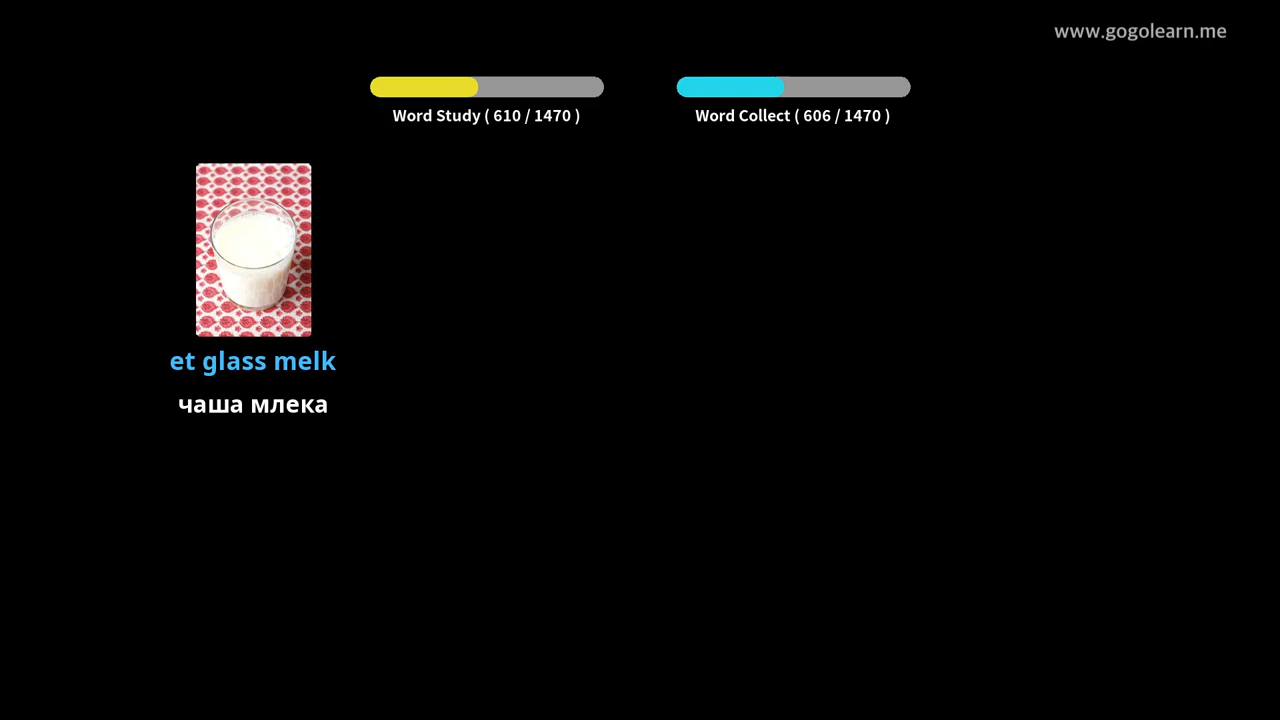 www.gogolearn.me
Word Study ( 610 / 1470 )
Word Collect ( 606 / 1470 )
et glass melk
чаша млека